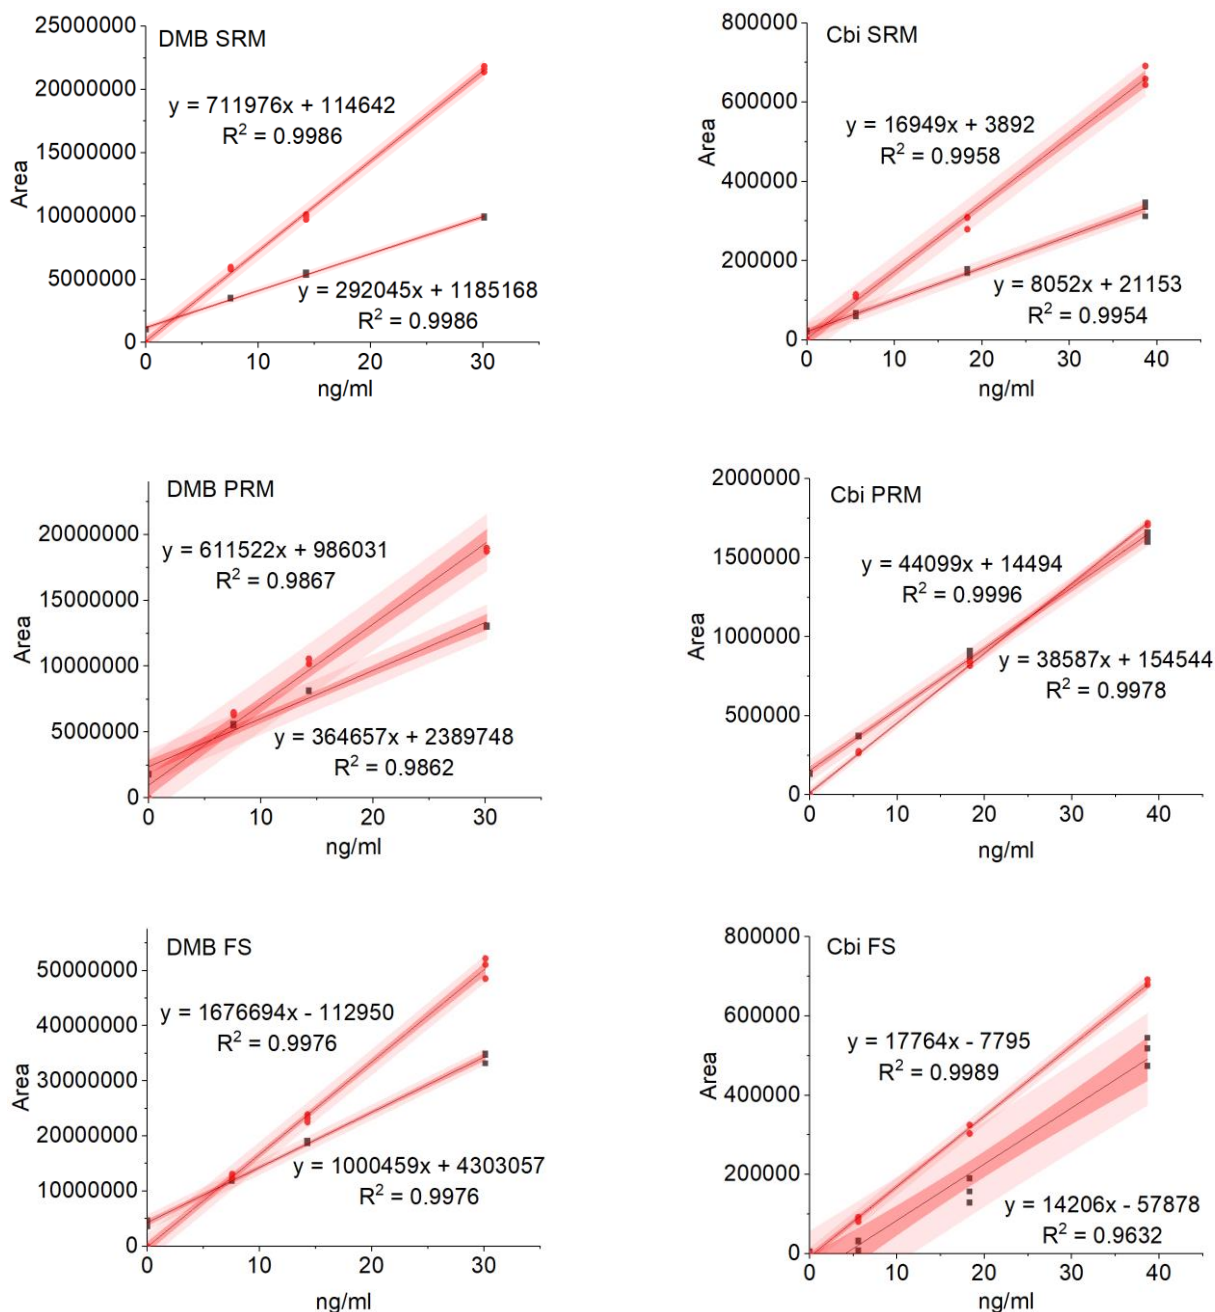 DMB SRM
25000000
20000000
15000000
10000000
5000000
0
Area
y = 711976x + 114642
R² = 0.9986
y = 292045x + 1185168
R² = 0.9986
0 10 20 30
ng/ml
Cbi SRM
800000
600000
400000
200000
0
Area
y = 16949x + 3892
R² = 0.9958
y = 8052x + 21153
R² = 0.9954
0 10 20 30 40
ng/ml
DMB PRM
20000000
15000000
10000000
5000000
0
Area
y = 611522x + 986031
R² = 0.9867
y = 364657x + 2389748
R² = 0.9862
0 10 20 30
ng/ml
Cbi PRM
2000000
1500000
1000000
500000
0
Area
y = 44099x + 14494
R² = 0.9996
y = 38587x + 154544
R² = 0.9978
0 10 20 30 40
ng/ml
DMB FS
50000000
40000000
30000000
20000000
10000000
0
Area
y = 1676694x - 112950
R² = 0.9976
y = 1000459x + 4303057
R² = 0.9976
0 10 20 30
ng/ml
Cbi FS
800000
600000
400000
200000
0
Area
y = 17764x - 7795
R² = 0.9989
y = 14206x - 57878
R² = 0.9632
0 10 20 30 40
ng/ml